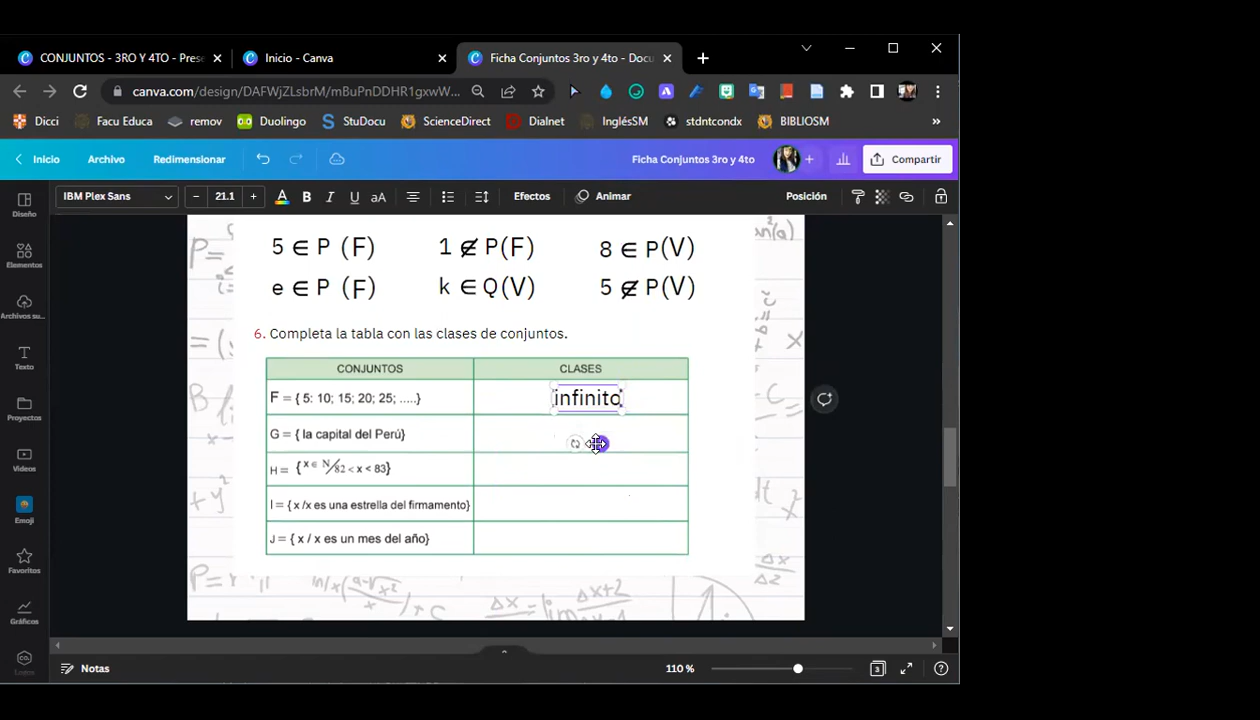 CONJUNTOS - 3RO Y 4TO - Prese
Inicio - Canva
Ficha Conjuntos 3ro y 4to - Docu
canva.com/design/DAFWjZLsbrM/mBuPnDDHR1gxwW...
Dicci
Facu Educa
remov
Duolingo
StuDocu
ScienceDirect
Dialnet
InglésSM
stdntcondx
BIBLIOSM
»
Inicio
Archivo
Redimensionar
Ficha Conjuntos 3ro y 4to
Compartir
IBM Plex Sans
− 21.1 +
A B I U aA
Efectos
Animar
Posición
Diseño
Elementos
Archivos su...
Texto
Proyectos
Videos
Emoji
Favoritos
Gráficos
Logos
5 ∈ P (F) 1 ∉ P(F) 8 ∈ P(V)
e ∈ P (F) k ∈ Q(V) 5 ∉ P(V)
6. Completa la tabla con las clases de conjuntos.
CONJUNTOS CLASES
F = { 5: 10; 15; 20; 25; .....} infinito
G = { la capital del Perú}
H = {x ∈ N/82 < x < 83}
I = { x /x es una estrella del firmamento}
J = { x / x es un mes del año}
Notas
110 %
3